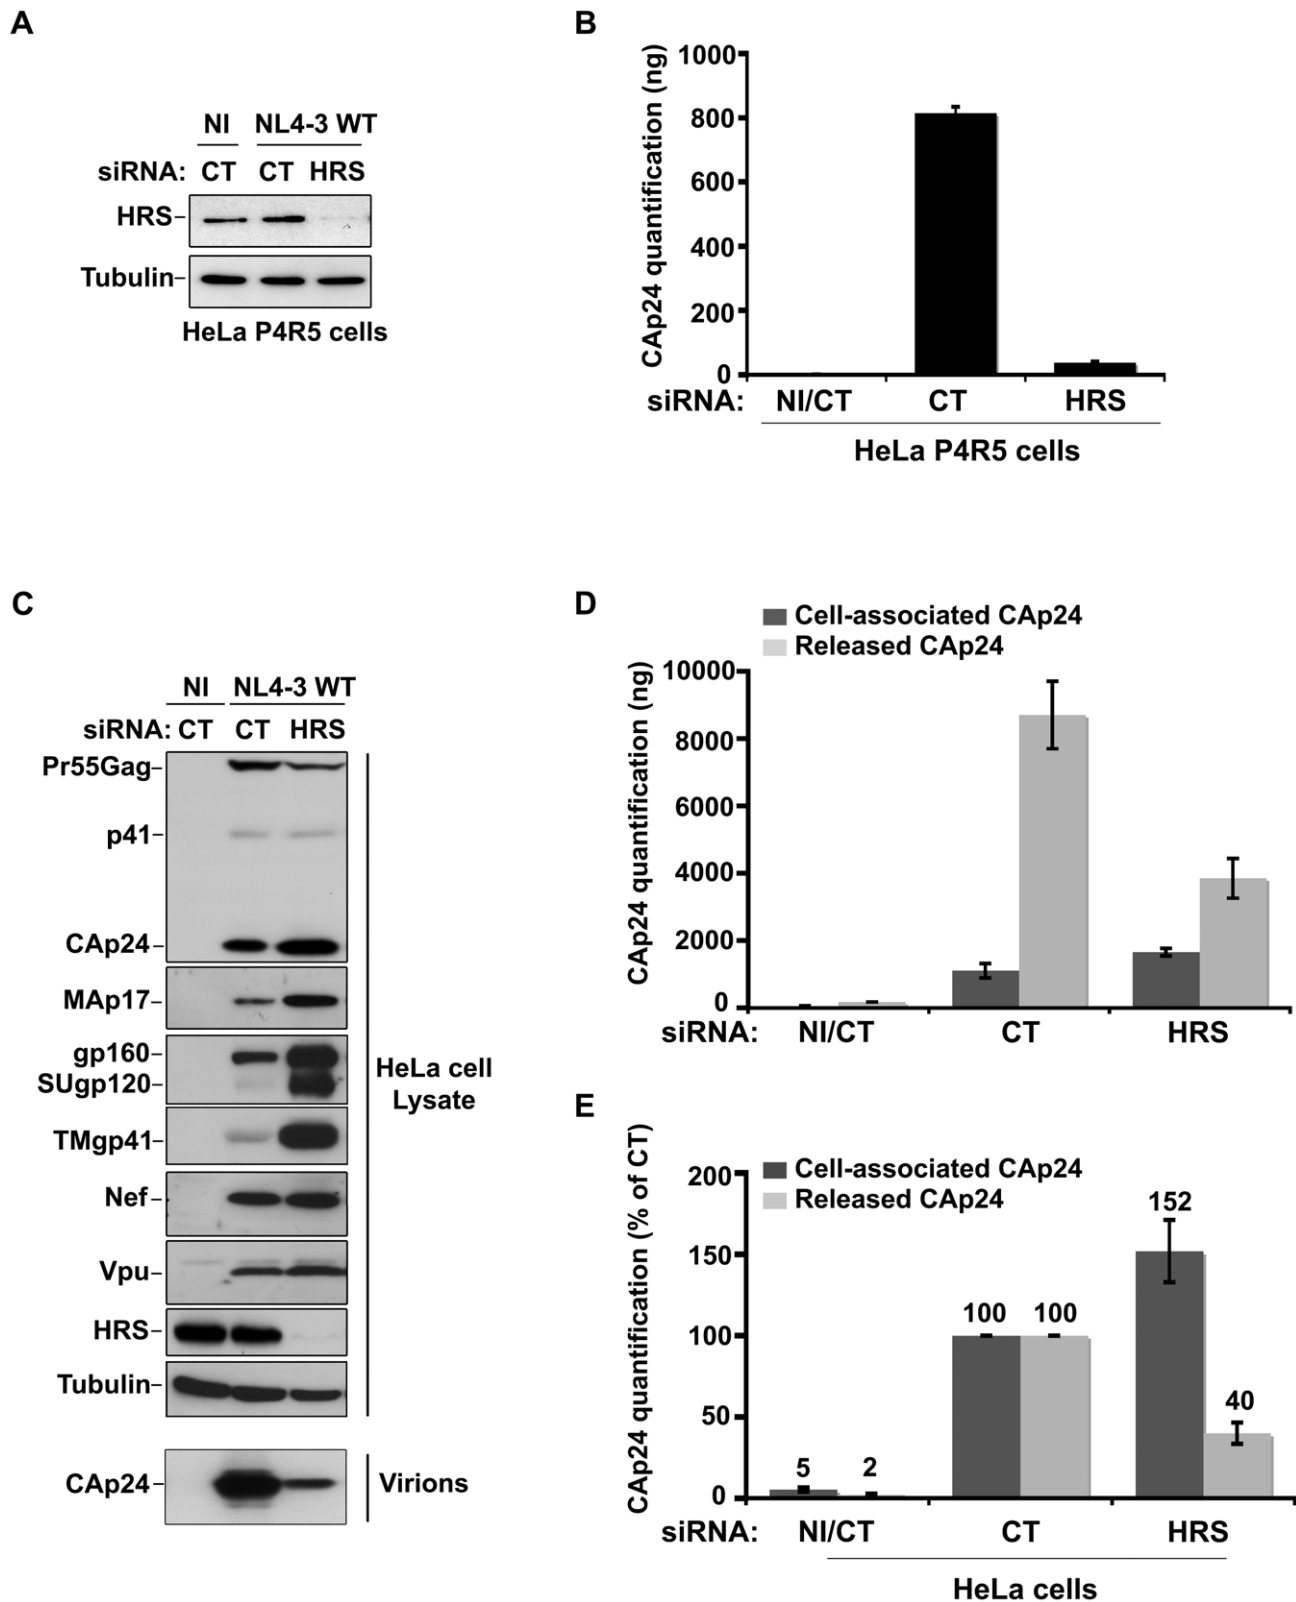 A
NI NL4-3 WT
siRNA: CT CT HRS
HRS
Tubulin
HeLa P4R5 cells
B
CAp24 quantification (ng)
1000
800
600
400
200
0
siRNA: NI/CT CT HRS
HeLa P4R5 cells
C
NI NL4-3 WT
siRNA: CT CT HRS
Pr55Gag
p41
CAp24
MAp17
gp160
SUgp120
TMgp41
Nef
Vpu
HRS
Tubulin
HeLa cell
Lysate
CAp24
Virions
D
Cell-associated CAp24
Released CAp24
CAp24 quantification (ng)
10000
8000
6000
4000
2000
0
siRNA: NI/CT CT HRS
E
Cell-associated CAp24
Released CAp24
CAp24 quantification (% of CT)
200
150
100
50
0
5 2 100 100 152 40
siRNA: NI/CT CT HRS
HeLa cells